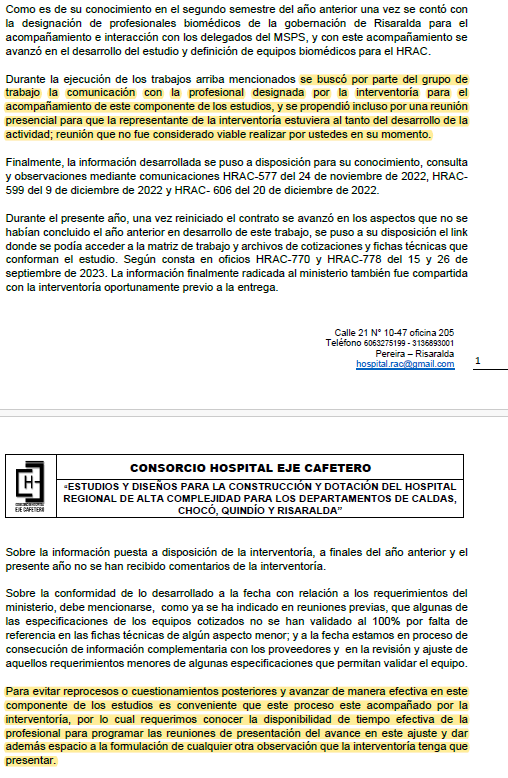 Como es de su conocimiento en el segundo semestre del año anterior una vez se contó con
la designación de profesionales biomédicos de la gobernación de Risaralda para el
acompañamiento e interacción con los delegados del MSPS, y con este acompañamiento se
avanzó en el desarrollo del estudio y definición de equipos biomédicos para el HRAC.
Durante la ejecución de los trabajos arriba mencionados se buscó por parte del grupo de
trabajo la comunicación con la profesional designada por la interventoría para el
acompañamiento de este componente de los estudios, y se propendió incluso por una reunión
presencial para que la representante de la interventoría estuviera al tanto del desarrollo de la
actividad; reunión que no fue considerado viable realizar por ustedes en su momento.
Finalmente, la información desarrollada se puso a disposición para su conocimiento, consulta
y observaciones mediante comunicaciones HRAC-577 del 24 de noviembre de 2022, HRAC-
599 del 9 de diciembre de 2022 y HRAC- 606 del 20 de diciembre de 2022.
Durante el presente año, una vez reiniciado el contrato se avanzó en los aspectos que no se
habían concluido el año anterior en desarrollo de este trabajo, se puso a su disposición el link
donde se podía acceder a la matriz de trabajo y archivos de cotizaciones y fichas técnicas que
conforman el estudio. Según consta en oficios HRAC-770 y HRAC-778 del 15 y 26 de
septiembre de 2023. La información finalmente radicada al ministerio también fue compartida
con la interventoría oportunamente previo a la entrega.
Calle 21 N° 10-47 oficina 205
Teléfono 6063275199 - 3136893001
Pereira – Risaralda
hospital.rac@gmail.com
1
H
EJE CAFETERO
CONSORCIO HOSPITAL EJE CAFETERO
"ESTUDIOS Y DISEÑOS PARA LA CONSTRUCCIÓN Y DOTACIÓN DEL HOSPITAL
REGIONAL DE ALTA COMPLEJIDAD PARA LOS DEPARTAMENTOS DE CALDAS,
CHOCÓ, QUINDÍO Y RISARALDA"
Sobre la información puesta a disposición de la interventoría, a finales del año anterior y el
presente año no se han recibido comentarios de la interventoría.
Sobre la conformidad de lo desarrollado a la fecha con relación a los requerimientos del
ministerio, debe mencionarse, como ya se ha indicado en reuniones previas, que algunas de
las especificaciones de los equipos cotizados no se han validado al 100% por falta de
referencia en las fichas técnicas de algún aspecto menor; y a la fecha estamos en proceso de
consecución de información complementaria con los proveedores y en la revisión y ajuste de
aquellos requerimientos menores de algunas especificaciones que permitan validar el equipo.
Para evitar reprocesos o cuestionamientos posteriores y avanzar de manera efectiva en este
componente de los estudios es conveniente que este proceso este acompañado por la
interventoría, por lo cual requerimos conocer la disponibilidad de tiempo efectiva de la
profesional para programar las reuniones de presentación del avance en este ajuste y dar
además espacio a la formulación de cualquier otra observación que la interventoría tenga que
presentar.